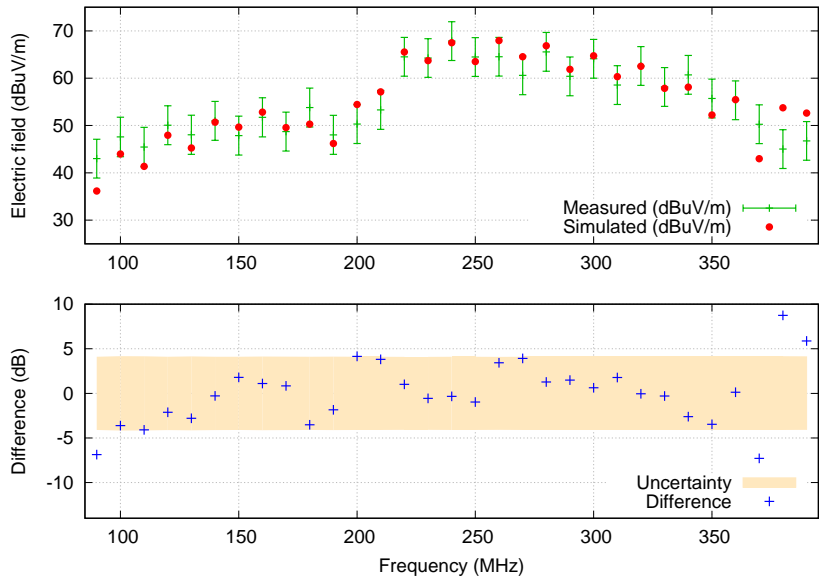 70
60
50
40
30
Electric field (dBuV/m)
Measured (dBuV/m)
Simulated (dBuV/m)
100 150 200 250 300 350
10
5
0
-5
-10
Difference (dB)
Uncertainty
Difference
100 150 200 250 300 350
Frequency (MHz)